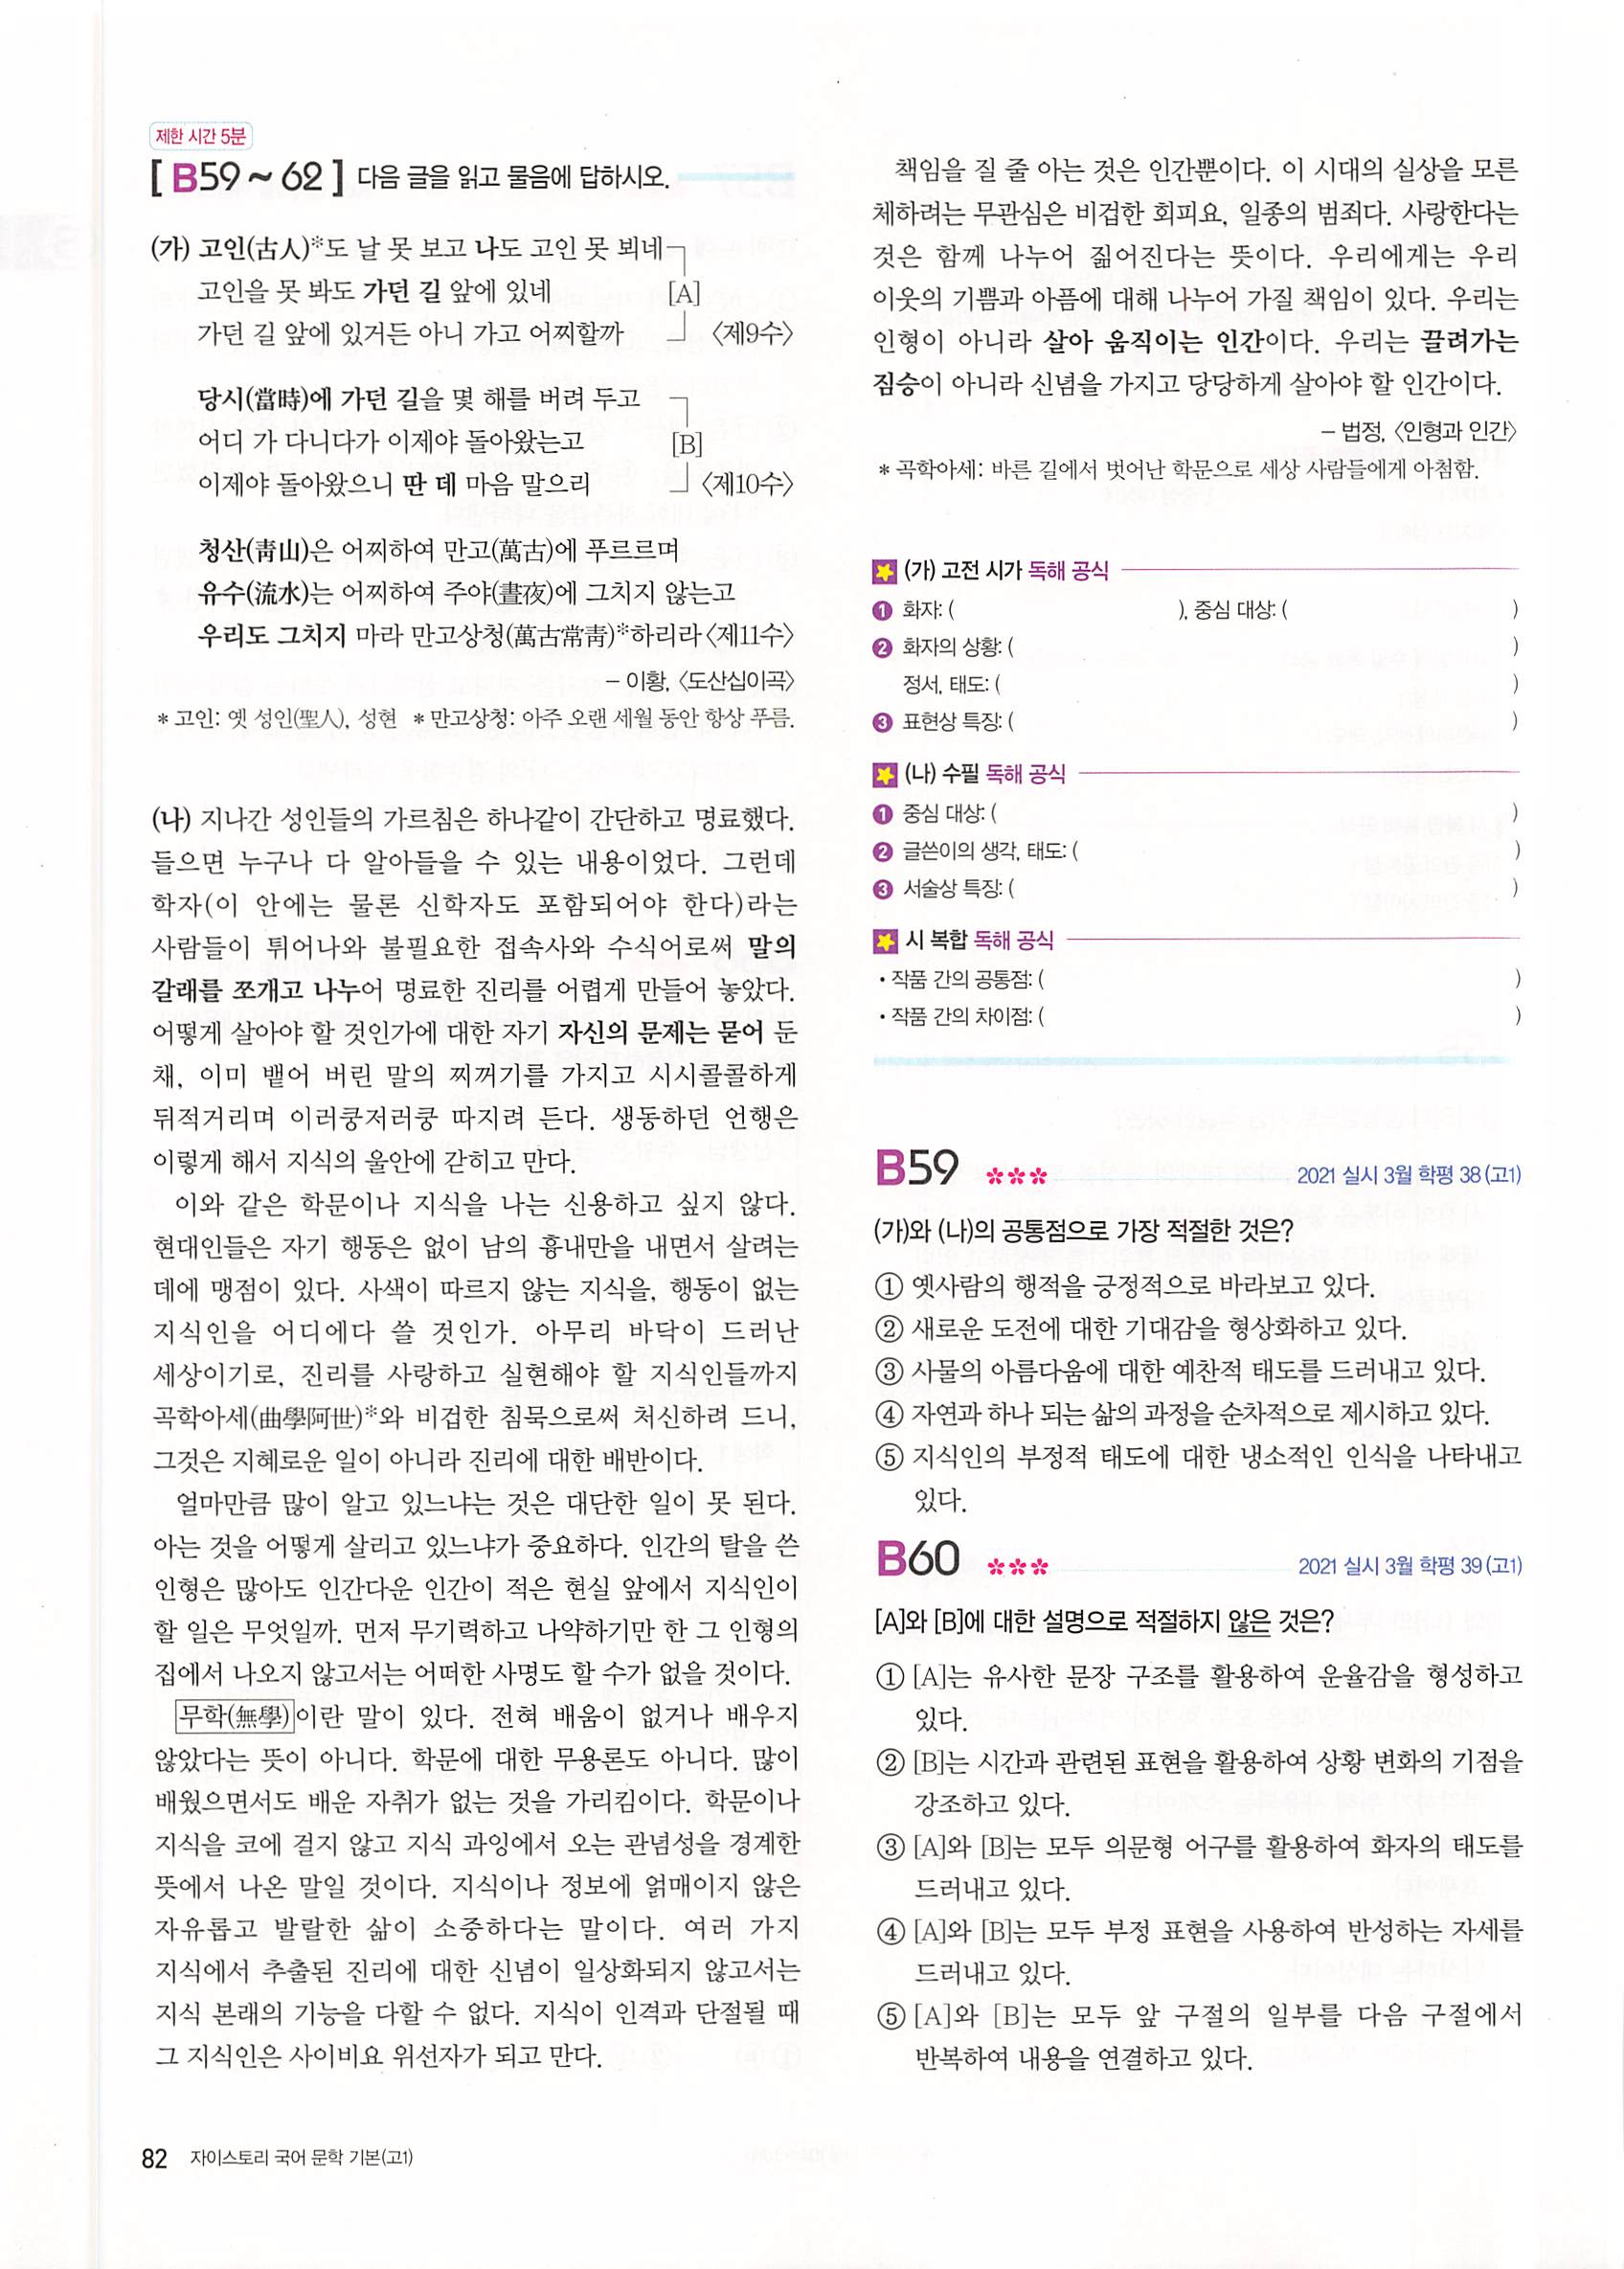 제한 시간 5분
[ B59 ~ 62 ] 다음 글을 읽고 물음에 답하시오.
(가) 고인(古人)*도 날 못 보고 나도 고인 못 뵈네
고인을 못 봐도 가던 길 앞에 있네 [A]
가던 길 앞에 있거든 아니 가고 어찌할까 〈제9수〉
당시(當時)에 가던 길을 몇 해를 버려 두고
어디 가 다니다가 이제야 돌아왔는고 [B]
이제야 돌아왔으니 딴 데 마음 말으리 〈제10수〉
청산(靑山)은 어찌하여 만고(萬古)에 푸르르며
유수(流水)는 어찌하여 주야(晝夜)에 그치지 않는고
우리도 그치지 마라 만고상청(萬古常靑)*하리라 〈제11수〉
– 이황, 〈도산십이곡〉
* 고인: 옛 성인(聖人), 성현 * 만고상청: 아주 오랜 세월 동안 항상 푸름.
(나) 지나간 성인들의 가르침은 하나같이 간단하고 명료했다.
들으면 누구나 다 알아들을 수 있는 내용이었다. 그런데
학자(이 안에는 물론 신학자도 포함되어야 한다)라는
사람들이 튀어나와 불필요한 접속사와 수식어로써 말의
갈래를 쪼개고 나누어 명료한 진리를 어렵게 만들어 놓았다.
어떻게 살아야 할 것인가에 대한 자기 자신의 문제는 묻어 둔
채, 이미 뱉어 버린 말의 찌꺼기를 가지고 시시콜콜하게
뒤적거리며 이러쿵저러쿵 따지려 든다. 생동하던 언행은
이렇게 해서 지식의 울안에 갇히고 만다.
이와 같은 학문이나 지식을 나는 신용하고 싶지 않다.
현대인들은 자기 행동은 없이 남의 흉내만을 내면서 살려는
데에 맹점이 있다. 사색이 따르지 않는 지식을, 행동이 없는
지식인을 어디에다 쓸 것인가. 아무리 바닥이 드러난
세상이기로, 진리를 사랑하고 실현해야 할 지식인들까지
곡학아세(曲學阿世)*와 비겁한 침묵으로써 처신하려 드니,
그것은 지혜로운 일이 아니라 진리에 대한 배반이다.
얼마만큼 많이 알고 있느냐는 것은 대단한 일이 못 된다.
아는 것을 어떻게 살리고 있느냐가 중요하다. 인간의 탈을 쓴
인형은 많아도 인간다운 인간이 적은 현실 앞에서 지식인이
할 일은 무엇일까. 먼저 무기력하고 나약하기만 한 그 인형의
집에서 나오지 않고서는 어떠한 사명도 할 수가 없을 것이다.
무학(無學)이란 말이 있다. 전혀 배움이 없거나 배우지
않았다는 뜻이 아니다. 학문에 대한 무용론도 아니다. 많이
배웠으면서도 배운 자취가 없는 것을 가리킴이다. 학문이나
지식을 코에 걸지 않고 지식 과잉에서 오는 관념성을 경계한
뜻에서 나온 말일 것이다. 지식이나 정보에 얽매이지 않은
자유롭고 발랄한 삶이 소중하다는 말이다. 여러 가지
지식에서 추출된 진리에 대한 신념이 일상화되지 않고서는
지식 본래의 기능을 다할 수 없다. 지식이 인격과 단절될 때
그 지식인은 사이비요 위선자가 되고 만다.
책임을 질 줄 아는 것은 인간뿐이다. 이 시대의 실상을 모른
체하려는 무관심은 비겁한 회피요, 일종의 범죄다. 사랑한다는
것은 함께 나누어 짊어진다는 뜻이다. 우리에게는 우리
이웃의 기쁨과 아픔에 대해 나누어 가질 책임이 있다. 우리는
인형이 아니라 살아 움직이는 인간이다. 우리는 끌려가는
짐승이 아니라 신념을 가지고 당당하게 살아야 할 인간이다.
– 법정, 〈인형과 인간〉
* 곡학아세: 바른 길에서 벗어난 학문으로 세상 사람들에게 아첨함.
(가) 고전 시가 독해 공식
❶ 화자: ( ), 중심 대상: ( )
❷ 화자의 상황: ( )
정서, 태도: ( )
❸ 표현상 특징: ( )
(나) 수필 독해 공식
❶ 중심 대상: ( )
❷ 글쓴이의 생각, 태도: ( )
❸ 서술상 특징: ( )
시 복합 독해 공식
• 작품 간의 공통점: ( )
• 작품 간의 차이점: ( )
B59 2021 실시 3월 학평 38 (고1)
(가)와 (나)의 공통점으로 가장 적절한 것은?
① 옛사람의 행적을 긍정적으로 바라보고 있다.
② 새로운 도전에 대한 기대감을 형상화하고 있다.
③ 사물의 아름다움에 대한 예찬적 태도를 드러내고 있다.
④ 자연과 하나 되는 삶의 과정을 순차적으로 제시하고 있다.
⑤ 지식인의 부정적 태도에 대한 냉소적인 인식을 나타내고
있다.
B60 2021 실시 3월 학평 39 (고1)
[A]와 [B]에 대한 설명으로 적절하지 않은 것은?
① [A]는 유사한 문장 구조를 활용하여 운율감을 형성하고
있다.
② [B]는 시간과 관련된 표현을 활용하여 상황 변화의 기점을
강조하고 있다.
③ [A]와 [B]는 모두 의문형 어구를 활용하여 화자의 태도를
드러내고 있다.
④ [A]와 [B]는 모두 부정 표현을 사용하여 반성하는 자세를
드러내고 있다.
⑤ [A]와 [B]는 모두 앞 구절의 일부를 다음 구절에서
반복하여 내용을 연결하고 있다.
82 자이스토리 국어 문학 기본(고1)